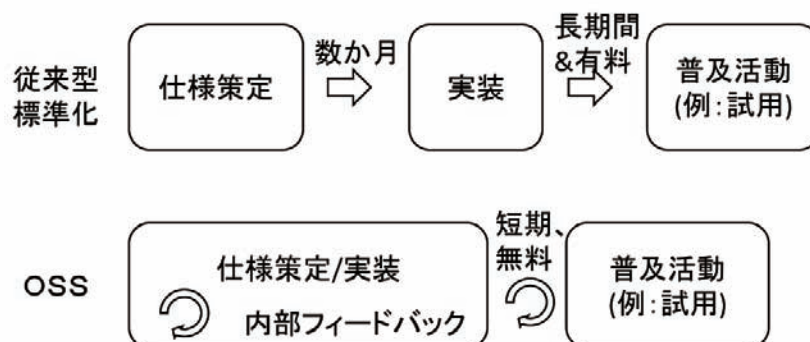 従来型
標準化
仕様策定
数か月
実装
長期間
&有料
普及活動
(例:試用)
OSS
仕様策定/実装
内部フィードバック
短期、
無料
普及活動
(例:試用)